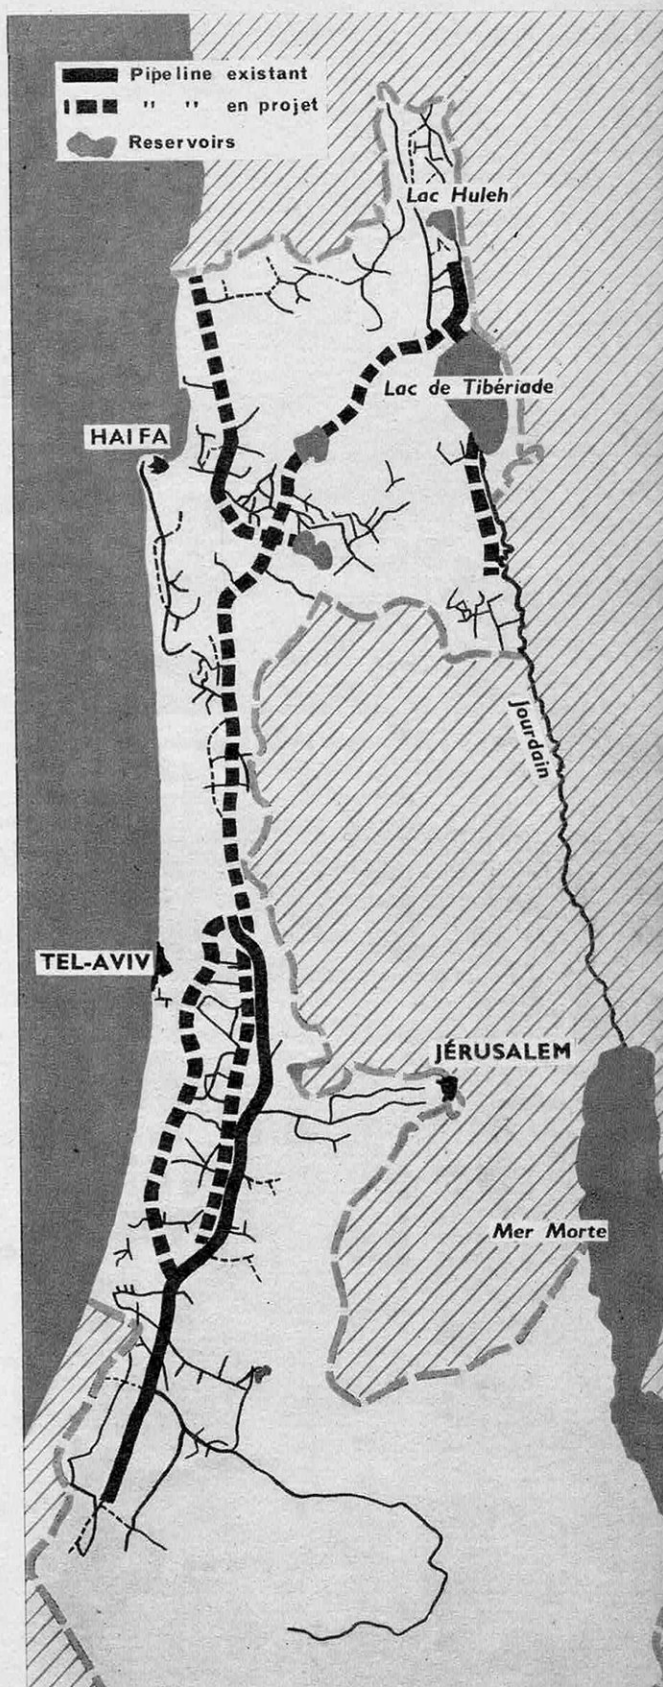 Pipeline existant
" " en projet
Reservoirs
Lac Huleh
Lac de Tibériade
HAIFA
Jourdain
TEL-AVIV
JÉRUSALEM
Mer Morte